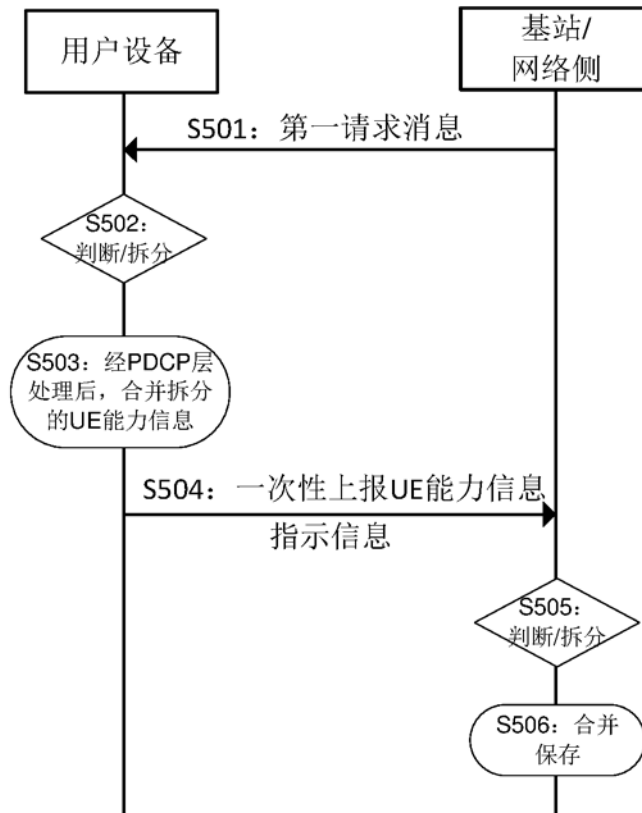 用户设备
基站/
网络侧
S501：第一请求消息
S502：
判断/拆分
S503：经PDCP层
处理后，合并拆分
的UE能力信息
S504：一次性上报UE能力信息
指示信息
S505：
判断/拆分
S506：合并
保存